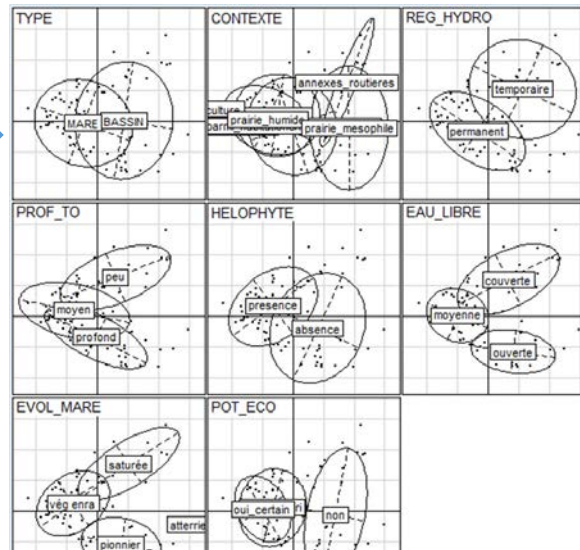 TYPE
MARE BASSIN
CONTEXTE
annexes_routieres
culture
prairie_humide
prairie_mesophile
REG_HYDRO
temporaire
permanent
PROF_TO
peu
moyen
profond
HELOPHYTE
presence
absence
EAU_LIBRE
couverte
moyenne
ouverte
EVOL_MARE
saturée
vég enra
atterrie
pionnier
POT_ECO
oui_certain
non